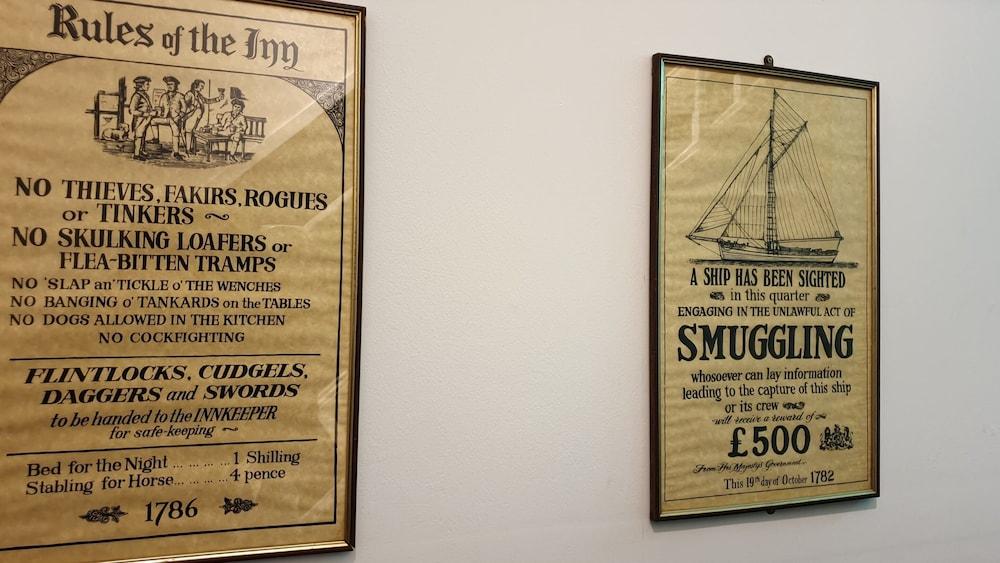 Rules of the Inn
NO THIEVES, FAKIRS, ROGUES
or TINKERS
NO SKULKING LOAFERS or
FLEA-BITTEN TRAMPS
NO 'SLAP an' TICKLE o' THE WENCHES
NO BANGING o' TANKARDS on the TABLES
NO DOGS ALLOWED IN THE KITCHEN
NO COCKFIGHTING
FLINTLOCKS, CUDGELS,
DAGGERS and SWORDS
to be handed to the INNKEEPER
for safe-keeping
Bed for the Night ... ... ... ... 1 Shilling
Stabling for Horse... ... ... ... 4 pence
1786
A SHIP HAS BEEN SIGHTED
in this quarter
ENGAGING IN THE UNLAWFUL ACT OF
SMUGGLING
whosoever can lay information
leading to the capture of this ship
or its crew
will receive a reward of
£500
From His Majesty's Government
This 19th day of October 1782